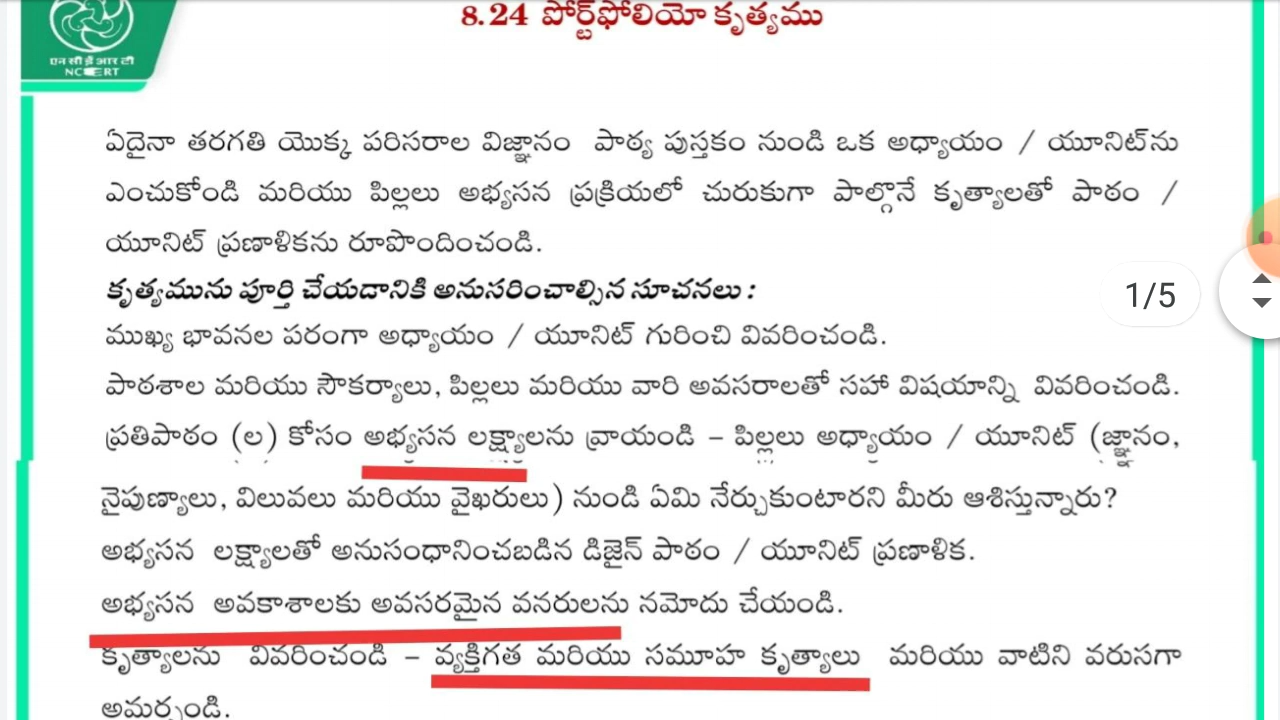 8.24 పోర్ట్‌ఫోలియో కృత్యము
एन सी ई आर टी
NCERT
ఏదైనా తరగతి యొక్క పరిసరాల విజ్ఞానం పాఠ్య పుస్తకం నుండి ఒక అధ్యాయం / యూనిట్‌ను
ఎంచుకోండి మరియు పిల్లలు అభ్యసన ప్రక్రియలో చురుకుగా పాల్గొనే కృత్యాలతో పాఠం /
యూనిట్ ప్రణాళికను రూపొందించండి.
కృత్యమును పూర్తి చేయడానికి అనుసరించాల్సిన సూచనలు :
1/5
ముఖ్య భావనల పరంగా అధ్యాయం / యూనిట్ గురించి వివరించండి.
పాఠశాల మరియు సౌకర్యాలు, పిల్లలు మరియు వారి అవసరాలతో సహా విషయాన్ని వివరించండి.
ప్రతిపాఠం (ల) కోసం అభ్యసన లక్ష్యాలను వ్రాయండి – పిల్లలు అధ్యాయం / యూనిట్ (జ్ఞానం,
నైపుణ్యాలు, విలువలు మరియు వైఖరులు) నుండి ఏమి నేర్చుకుంటారని మీరు ఆశిస్తున్నారు?
అభ్యసన లక్ష్యాలతో అనుసంధానించబడిన డిజైన్ పాఠం / యూనిట్ ప్రణాళిక.
అభ్యసన అవకాశాలకు అవసరమైన వనరులను నమోదు చేయండి.
కృత్యాలను వివరించండి – వ్యక్తిగత మరియు సమూహ కృత్యాలు మరియు వాటిని వరుసగా
అమర్చండి.